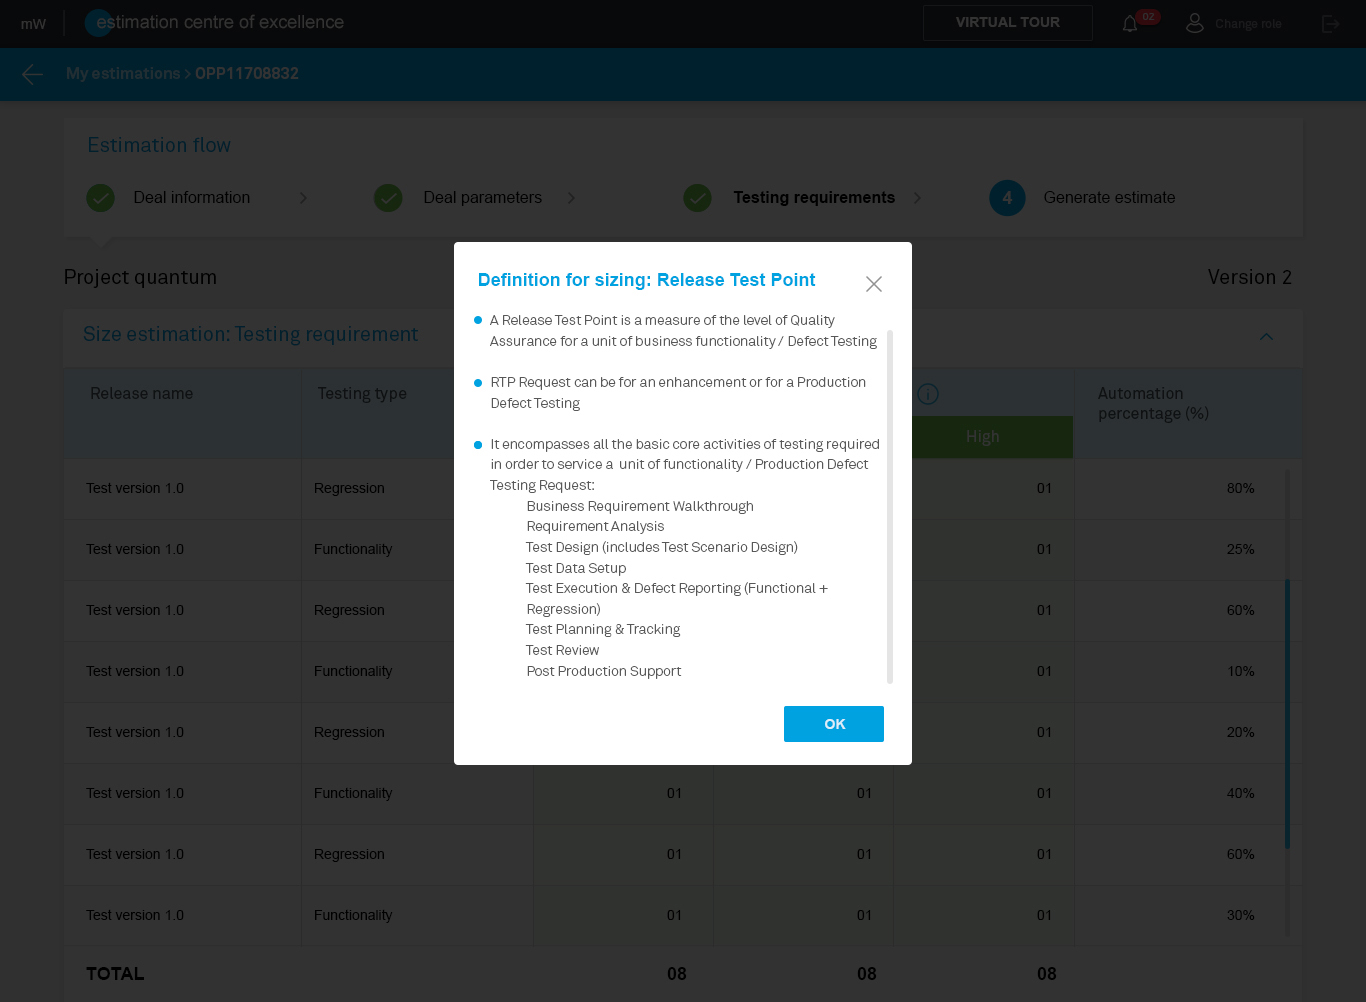 mW
estimation centre of excellence
VIRTUAL TOUR
02
Change role
My estimations > OPP11708832
Estimation flow
Deal information
Deal parameters
Testing requirements
4
Generate estimate
Project quantum
Version 2
Size estimation: Testing requirement
Release name
Testing type
High
Automation
percentage (%)
Definition for sizing: Release Test Point
A Release Test Point is a measure of the level of Quality
Assurance for a unit of business functionality / Defect Testing
RTP Request can be for an enhancement or for a Production
Defect Testing
It encompasses all the basic core activities of testing required
in order to service a unit of functionality / Production Defect
Testing Request:
Business Requirement Walkthrough
Requirement Analysis
Test Design (includes Test Scenario Design)
Test Data Setup
Test Execution & Defect Reporting (Functional +
Regression)
Test Planning & Tracking
Test Review
Post Production Support
OK
Test version 1.0 Regression 01 80%
Test version 1.0 Functionality 01 25%
Test version 1.0 Regression 01 60%
Test version 1.0 Functionality 01 10%
Test version 1.0 Regression 01 20%
Test version 1.0 Functionality 01 01 01 40%
Test version 1.0 Regression 01 01 01 60%
Test version 1.0 Functionality 01 01 01 30%
TOTAL 08 08 08